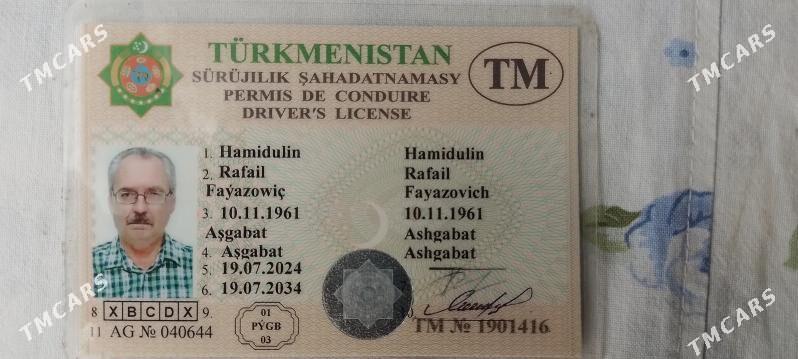 TÜRKMENISTAN
SÜRÜJILIK ŞAHADATNAMASY
PERMIS DE CONDUIRE
DRIVER'S LICENSE
TM
1. Hamidulin Hamidulin
2. Rafail Rafail
Faýazowiç Fayazovich
3. 10.11.1961 10.11.1961
Aşgabat Ashgabat
4. Aşgabat Ashgabat
5. 19.07.2024
6. 19.07.2034
8 X B C D X 9.
01
PÝGB
03
11 AG № 040644
TM № 1901416
TMCARS
TMCARS
TMCARS
TMCARS